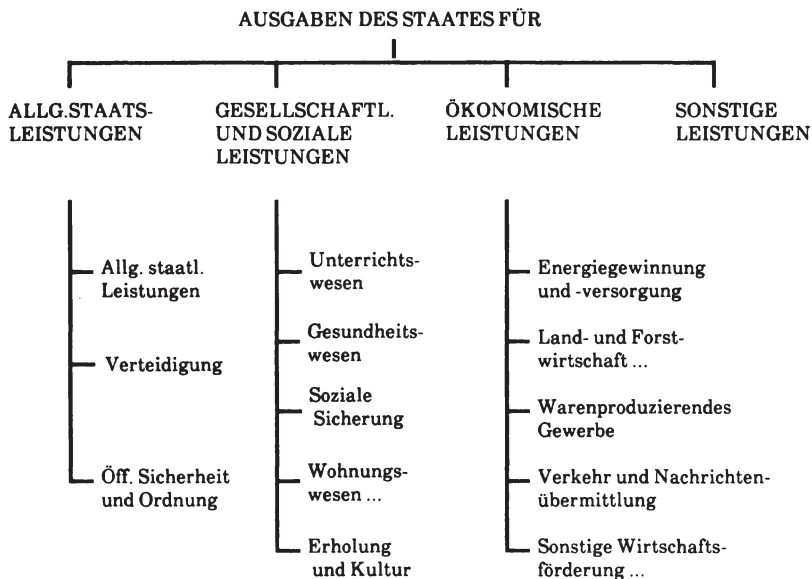 AUSGABEN DES STAATES FÜR
ALLG.STAATS-
LEISTUNGEN
GESELLSCHAFTL.
UND SOZIALE
LEISTUNGEN
ÖKONOMISCHE
LEISTUNGEN
SONSTIGE
LEISTUNGEN
Allg. staatl.
Leistungen
Verteidigung
Öff. Sicherheit
und Ordnung
Unterrichts-
wesen
Gesundheits-
wesen
Soziale
Sicherung
Wohnungs-
wesen ...
Erholung
und Kultur
Energiegewinnung
und -versorgung
Land- und Forst-
wirtschaft ...
Warenproduzierendes
Gewerbe
Verkehr und Nachrichten-
übermittlung
Sonstige Wirtschafts-
förderung ...